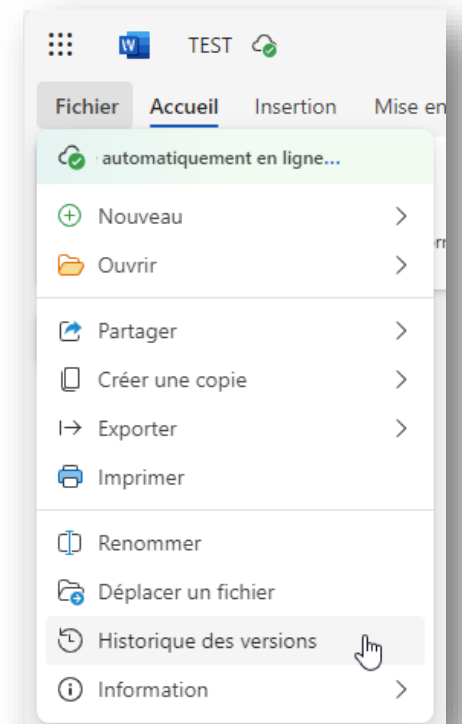 TEST
Fichier Accueil Insertion Mise en
automatiquement en ligne...
Nouveau
Ouvrir
Partager
Créer une copie
Exporter
Imprimer
Renommer
Déplacer un fichier
Historique des versions
Information